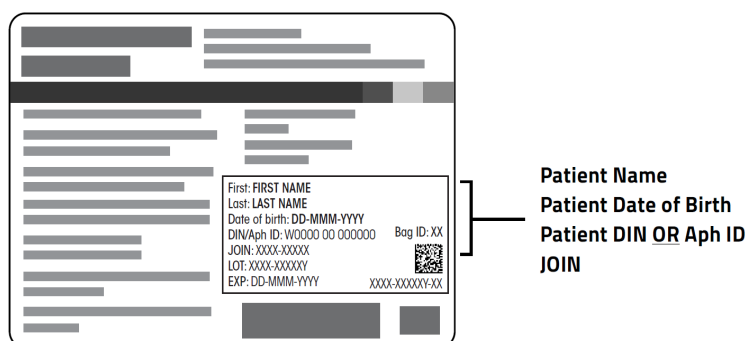 First: FIRST NAME
Last: LAST NAME
Date of birth: DD-MMM-YYYY
DIN/Aph ID: W0000 00 000000 Bag ID: XX
JOIN: XXXX-XXXXX
LOT: XXXX-XXXXXY
EXP: DD-MMM-YYYY XXXX-XXXXXY-XX
Patient Name
Patient Date of Birth
Patient DIN OR Aph ID
JOIN